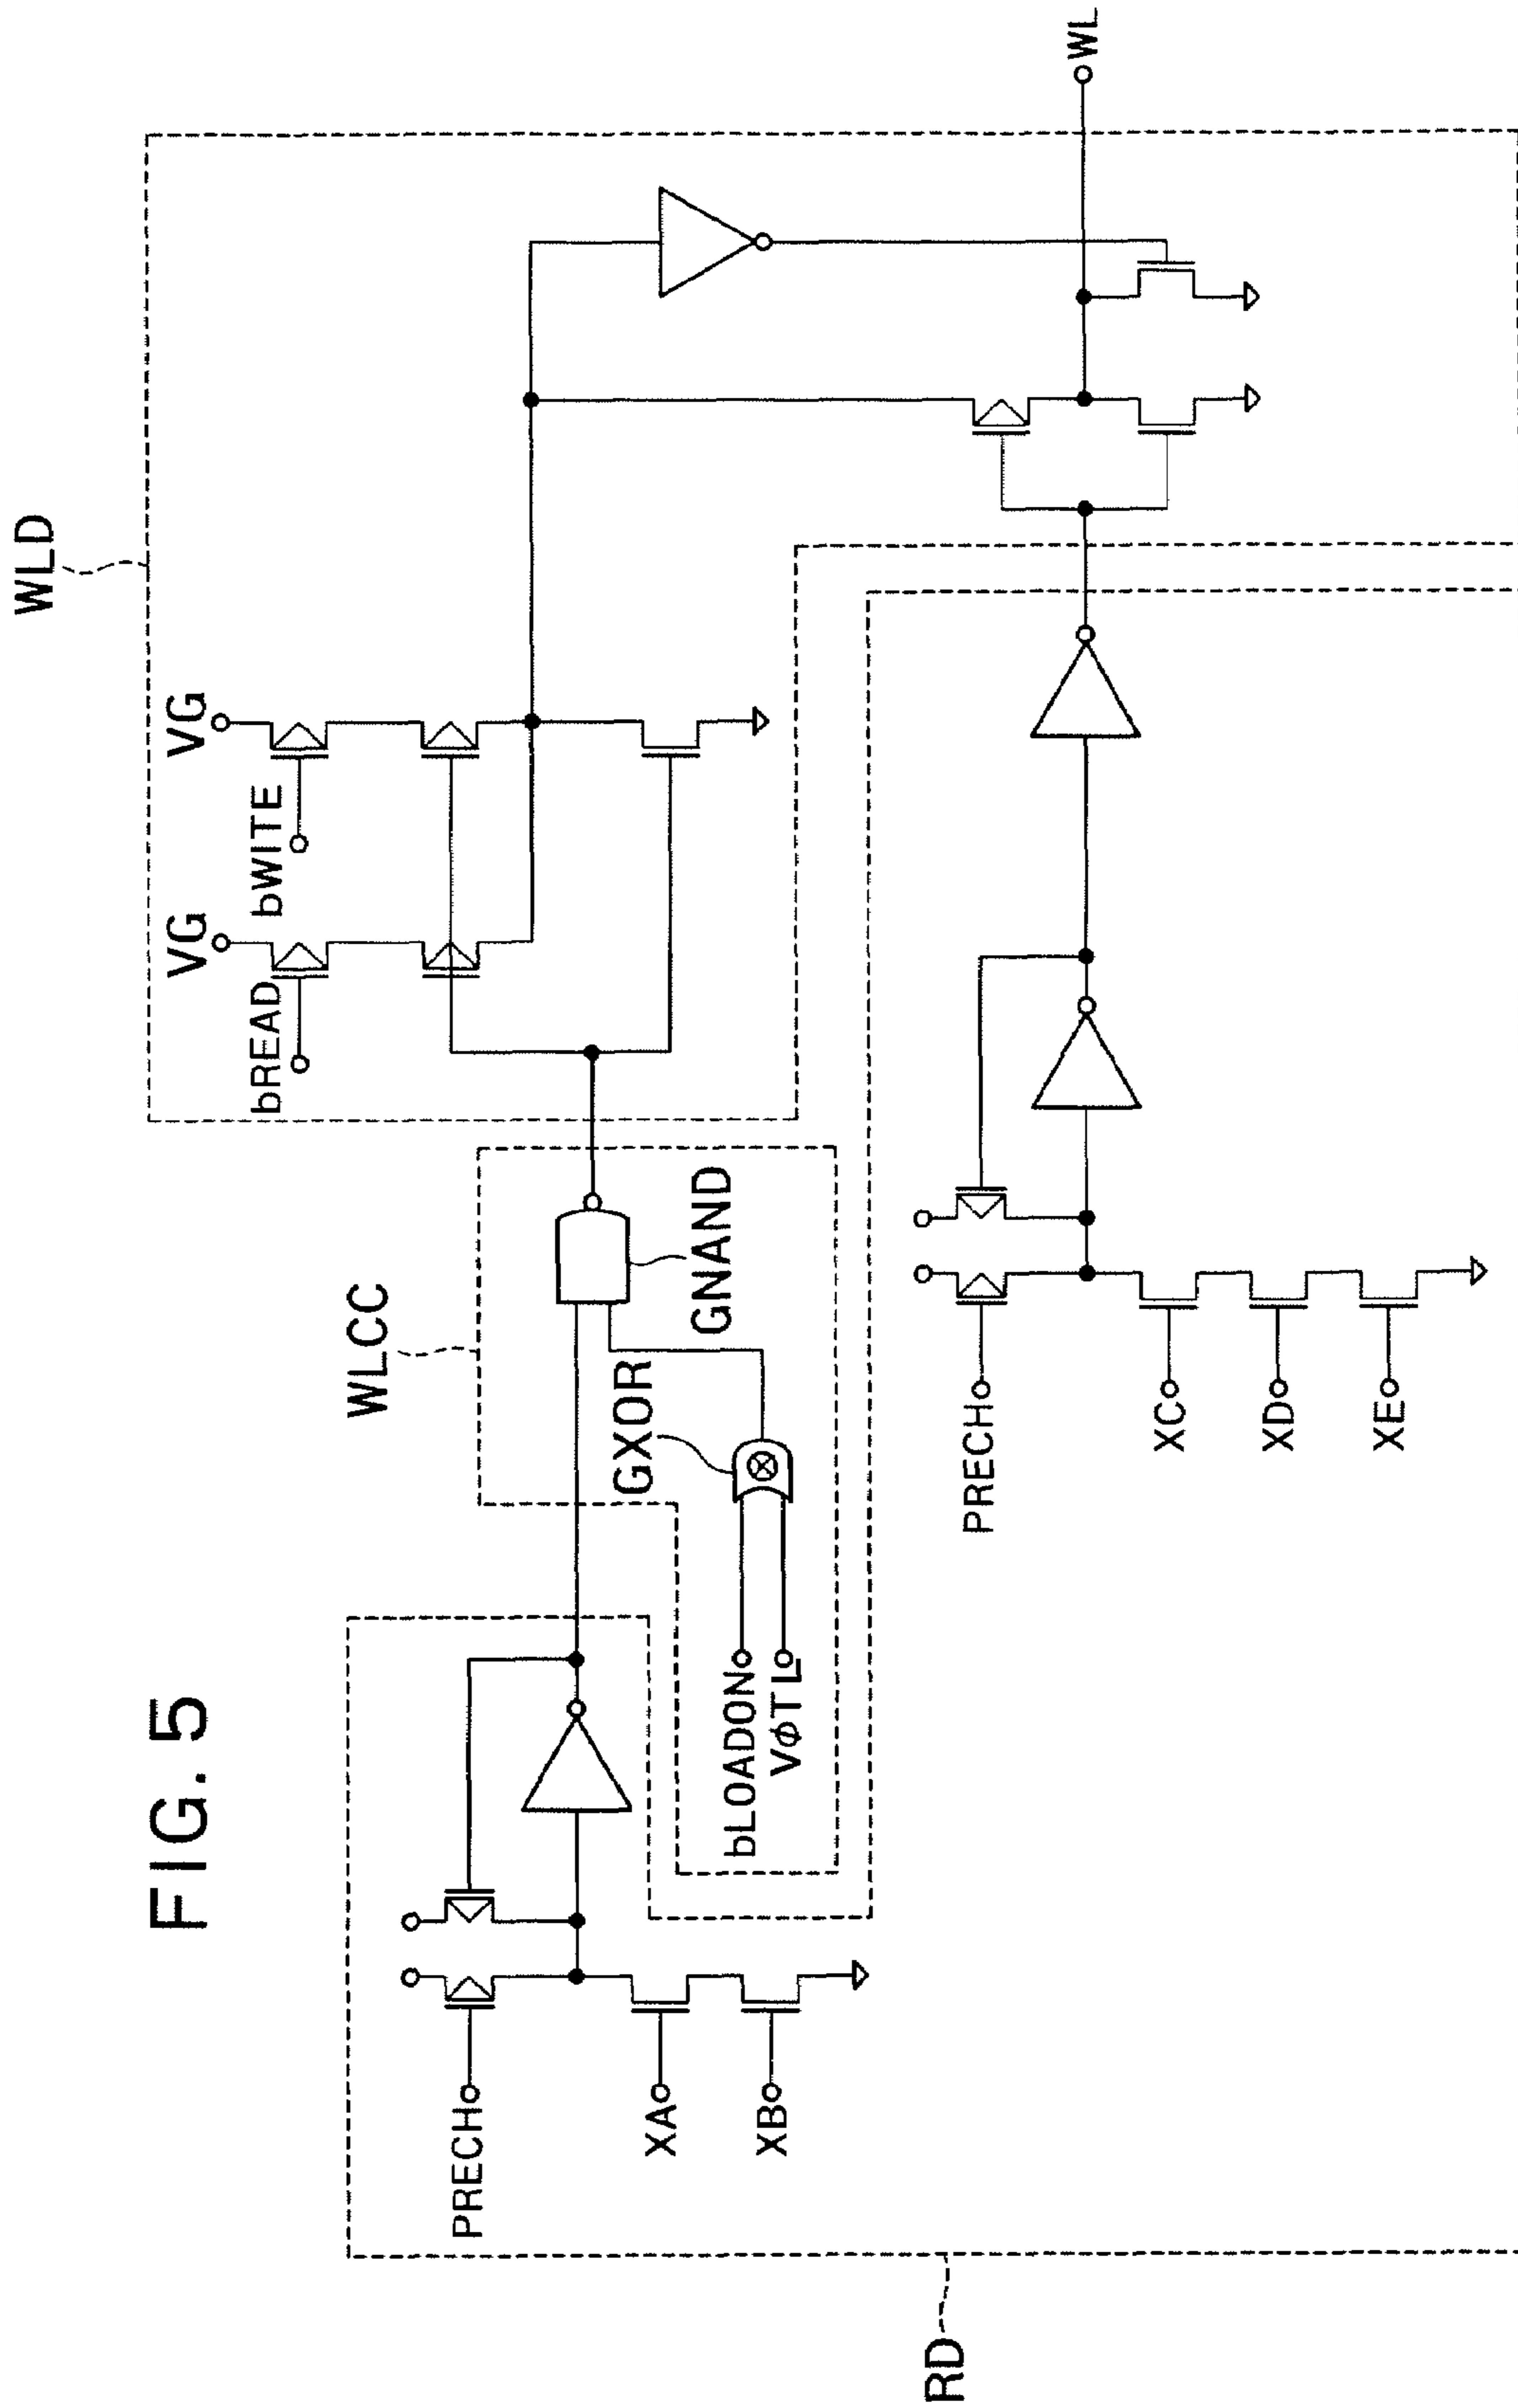 FIG. 5
WLD
VG
VG
bREAD
bWITE
WLCC
GNAND
GXOR
bLOADON
VϕTL
PRECH
XA
XB
PRECH
XC
XD
XE
WL
RD